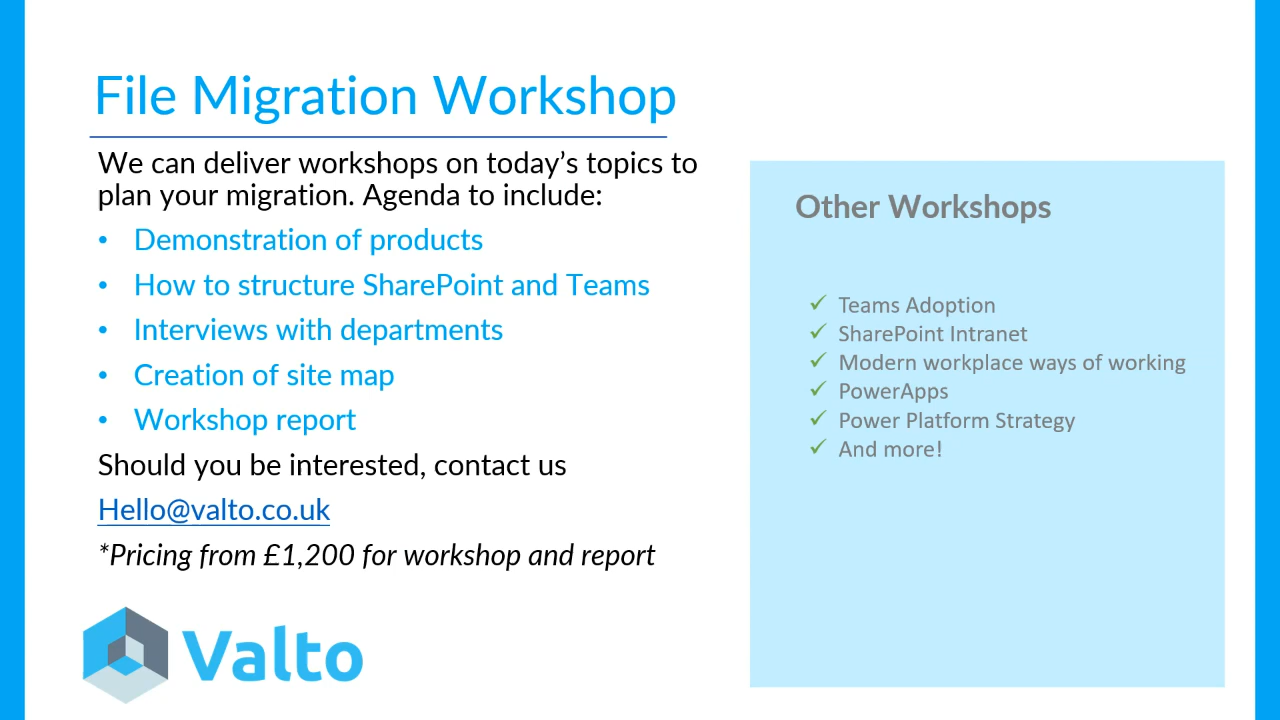 File Migration Workshop
We can deliver workshops on today’s topics to
plan your migration. Agenda to include:
• Demonstration of products
• How to structure SharePoint and Teams
• Interviews with departments
• Creation of site map
• Workshop report
Should you be interested, contact us
Hello@valto.co.uk
*Pricing from £1,200 for workshop and report
Valto
Other Workshops
✓ Teams Adoption
✓ SharePoint Intranet
✓ Modern workplace ways of working
✓ PowerApps
✓ Power Platform Strategy
✓ And more!